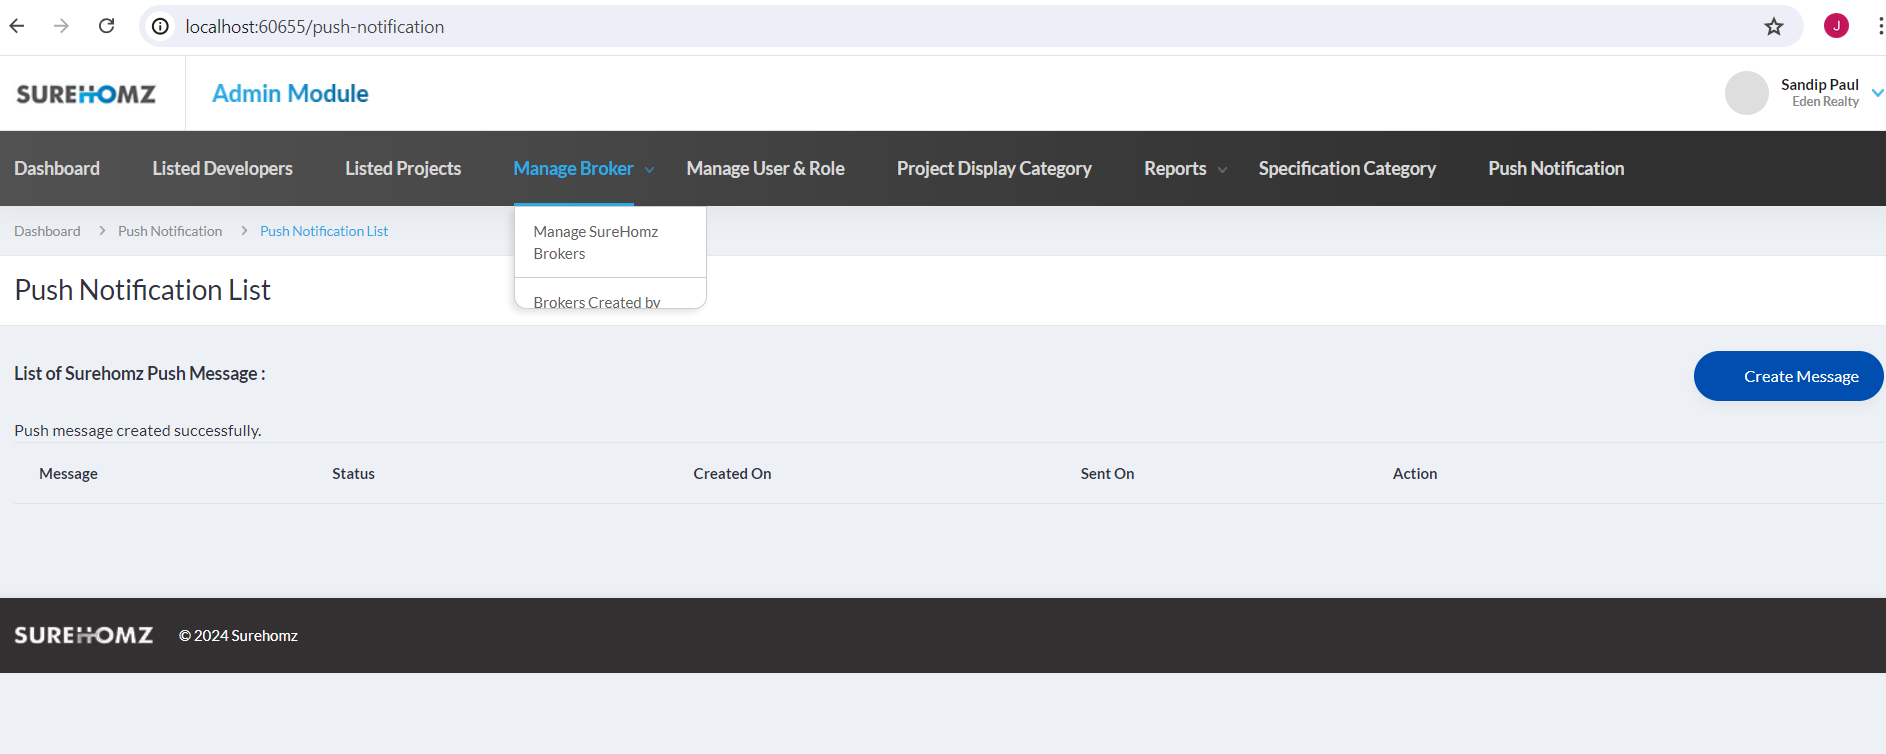 localhost:60655/push-notification
J
SUREHOMZ
Admin Module
Sandip Paul
Eden Realty
Dashboard
Listed Developers
Listed Projects
Manage Broker
Manage User & Role
Project Display Category
Reports
Specification Category
Push Notification
Dashboard > Push Notification > Push Notification List
Manage SureHomz
Brokers
Brokers Created by
Push Notification List
List of Surehomz Push Message :
Create Message
Push message created successfully.
Message
Status
Created On
Sent On
Action
SUREHOMZ
© 2024 Surehomz